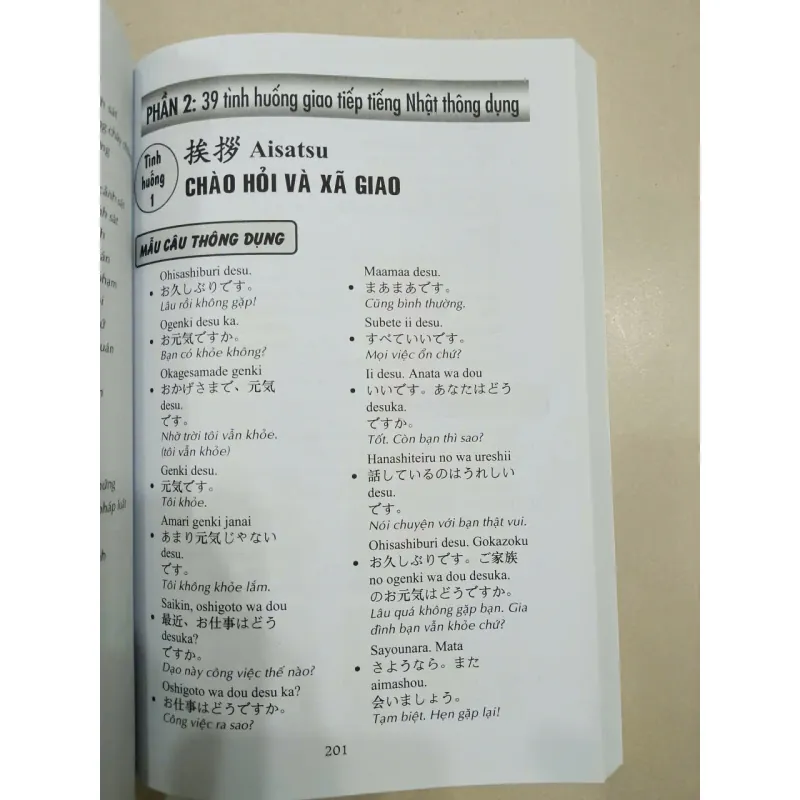 PHẦN 2: 39 tình huống giao tiếp tiếng Nhật thông dụng
Tình
huống
1
挨拶 Aisatsu
CHÀO HỎI VÀ XÃ GIAO
MẪU CÂU THÔNG DỤNG
Ohisashiburi desu.
• お久しぶりです。
Lâu rồi không gặp!
Ogenki desu ka.
• お元気ですか。
Bạn có khỏe không?
Okagesamade genki
• おかげさまで、元気
desu.
です。
Nhờ trời tôi vẫn khỏe.
(tôi vẫn khỏe)
Genki desu.
• 元気です。
Tôi khỏe.
Amari genki janai
• あまり元気じゃない
desu.
です。
Tôi không khỏe lắm.
Saikin, oshigoto wa dou
• 最近、お仕事はどう
desuka?
ですか。
Dạo này công việc thế nào?
Oshigoto wa dou desu ka?
• お仕事はどうですか。
Công việc ra sao?
Maamaa desu.
• まあまあです。
Cũng bình thường.
Subete ii desu.
• すべていいです。
Mọi việc ổn chứ?
Ii desu. Anata wa dou
• いいです。あなたはどう
desuka.
ですか。
Tốt. Còn bạn thì sao?
Hanashiteiru no wa ureshii
• 話しているのはうれしい
desu.
です。
Nói chuyện với bạn thật vui.
Ohisashiburi desu. Gokazoku
• お久しぶりです。ご家族
no ogenki wa dou desuka.
のお元気はどうですか。
Lâu quá không gặp bạn. Gia
đình bạn vẫn khỏe chứ?
Sayounara. Mata
• さようなら。また
aimashou.
会いましょう。
Tạm biệt. Hẹn gặp lại!
201